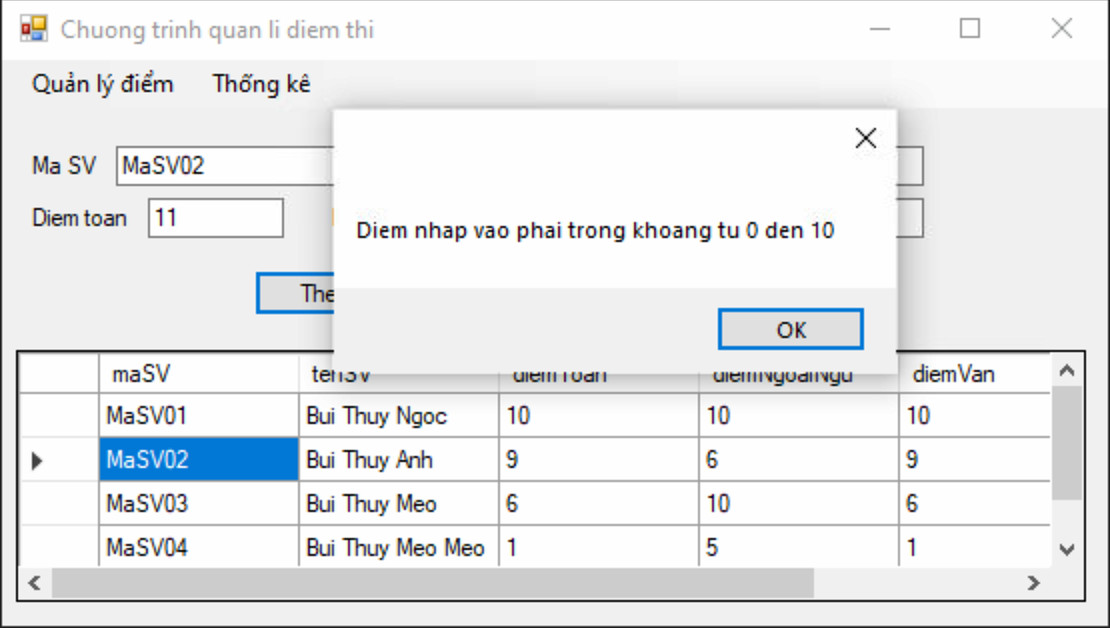 Chuong trinh quan li diem thi
Quản lý điểm Thống kê
Ma SV MaSV02
Diem toan 11
Diem nhap vao phai trong khoang tu 0 den 10
OK
maSV tenSV diemToan diemNgoaiNgu diemVan
MaSV01 Bui Thuy Ngoc 10 10 10
MaSV02 Bui Thuy Anh 9 6 9
MaSV03 Bui Thuy Meo 6 10 6
MaSV04 Bui Thuy Meo Meo 1 5 1